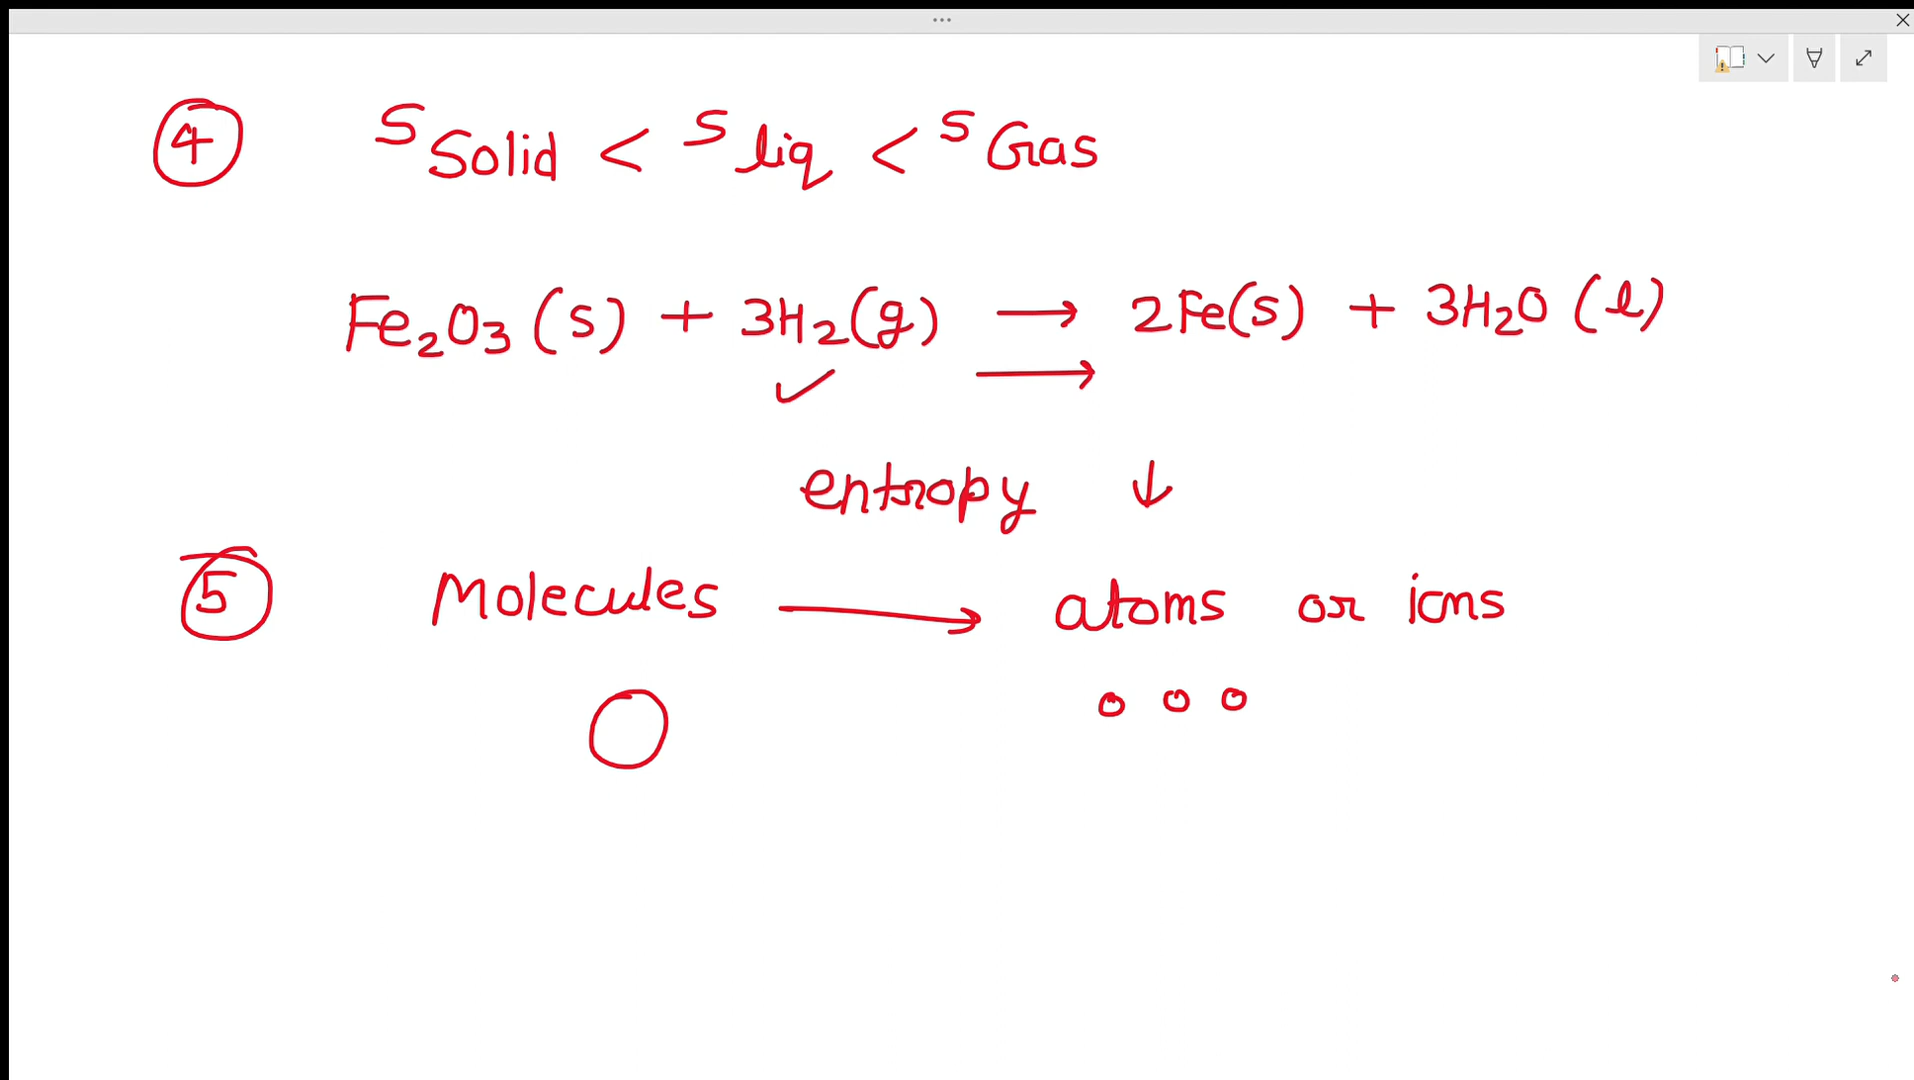 4 S Solid < S liq < S Gas
Fe₂O₃ (s) + 3H₂(g) → 2Fe(s) + 3H₂O (l)
✓ →
entropy ↓
5 Molecules → atoms or ions